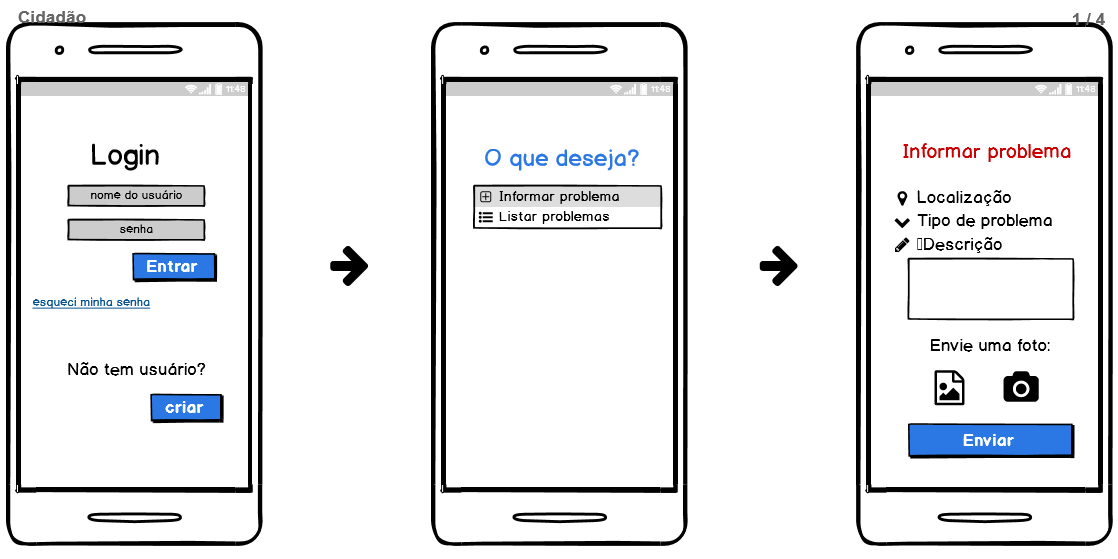 Cidadão
1 / 4
11:48
Login
nome do usuário
senha
Entrar
esqueci minha senha
Não tem usuário?
criar
11:48
O que deseja?
Informar problema
Listar problemas
11:48
Informar problema
Localização
Tipo de problema
Descrição
Envie uma foto:
Enviar